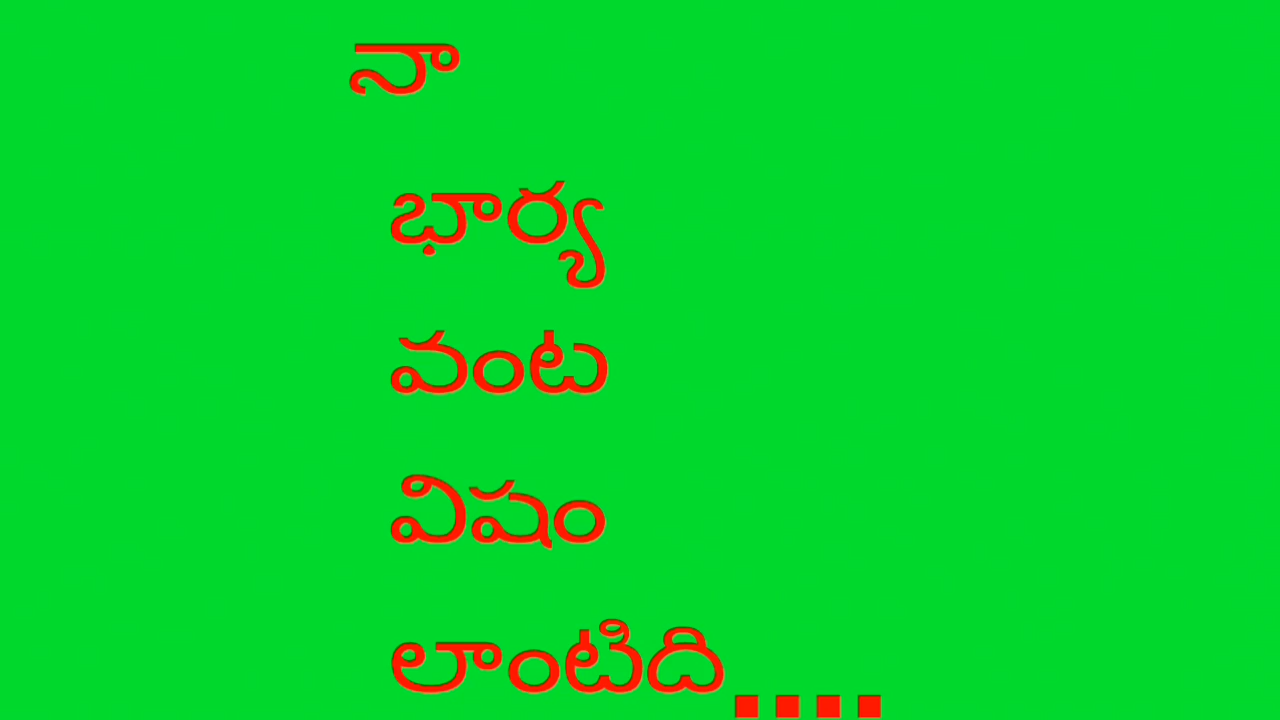 నా
భార్య
వంట
విషం
లాంటిది....